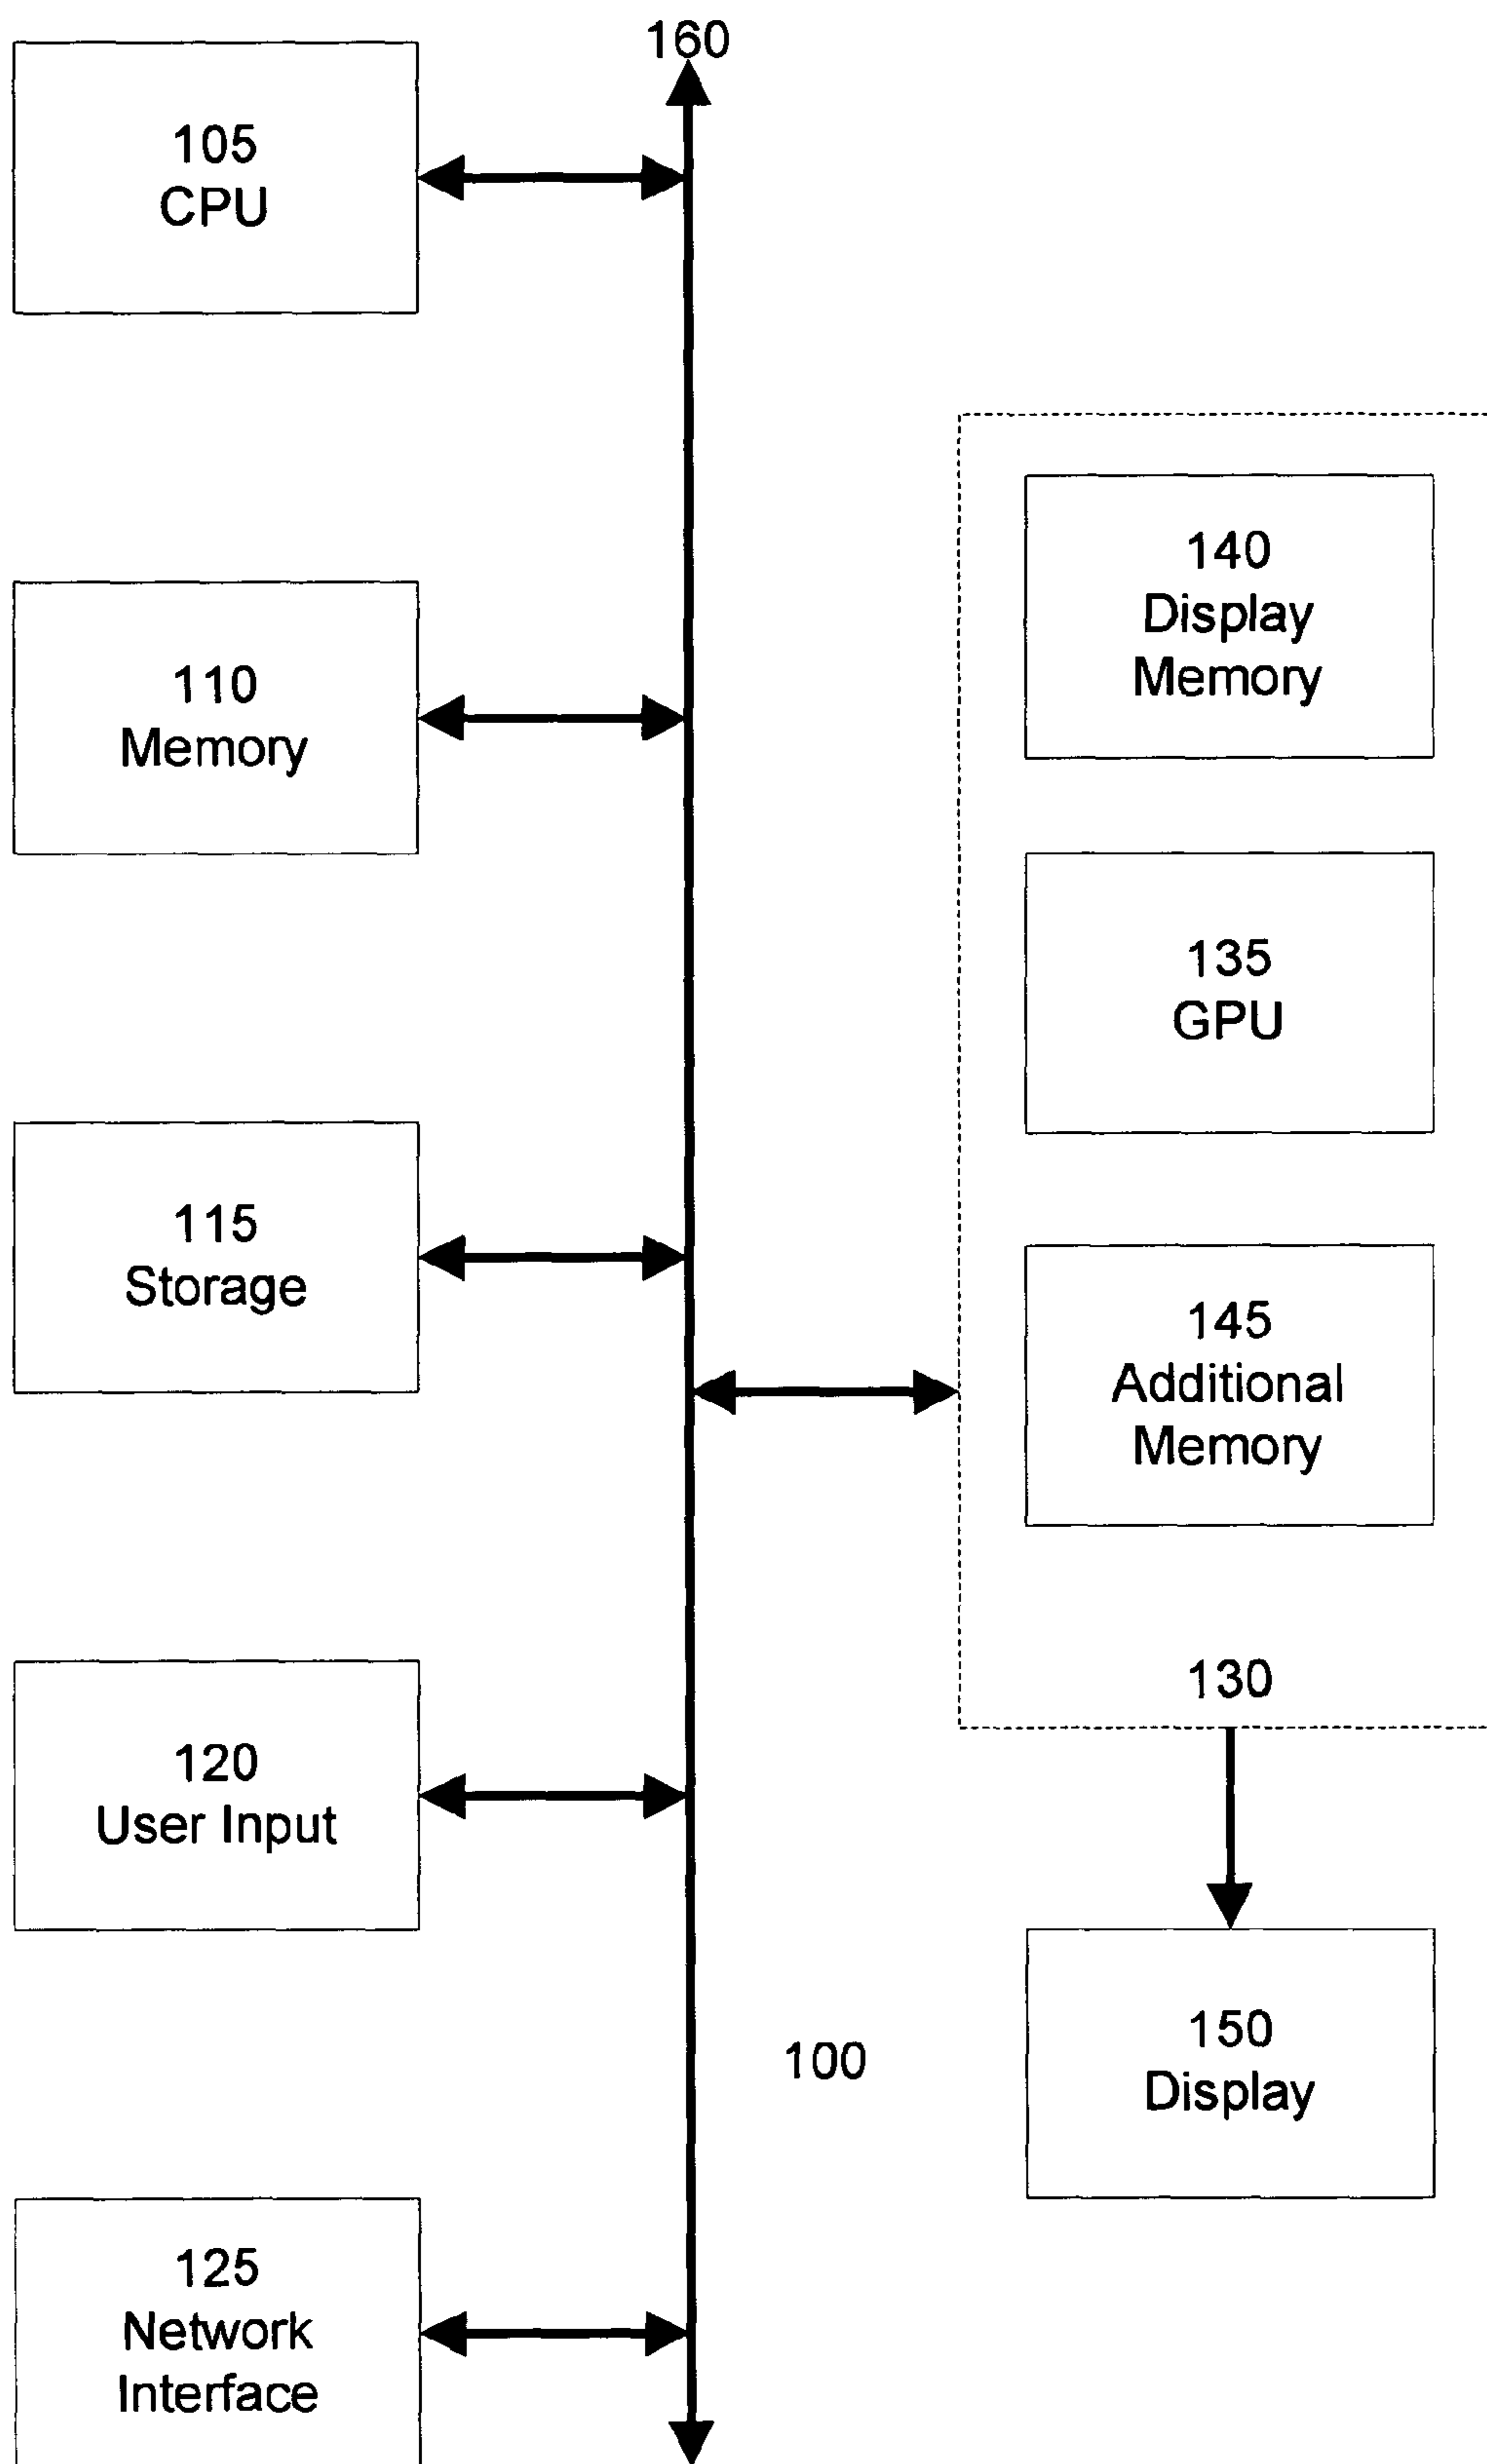 160
105
CPU
110
Memory
115
Storage
120
User Input
125
Network
Interface
140
Display
Memory
135
GPU
145
Additional
Memory
130
100
150
Display